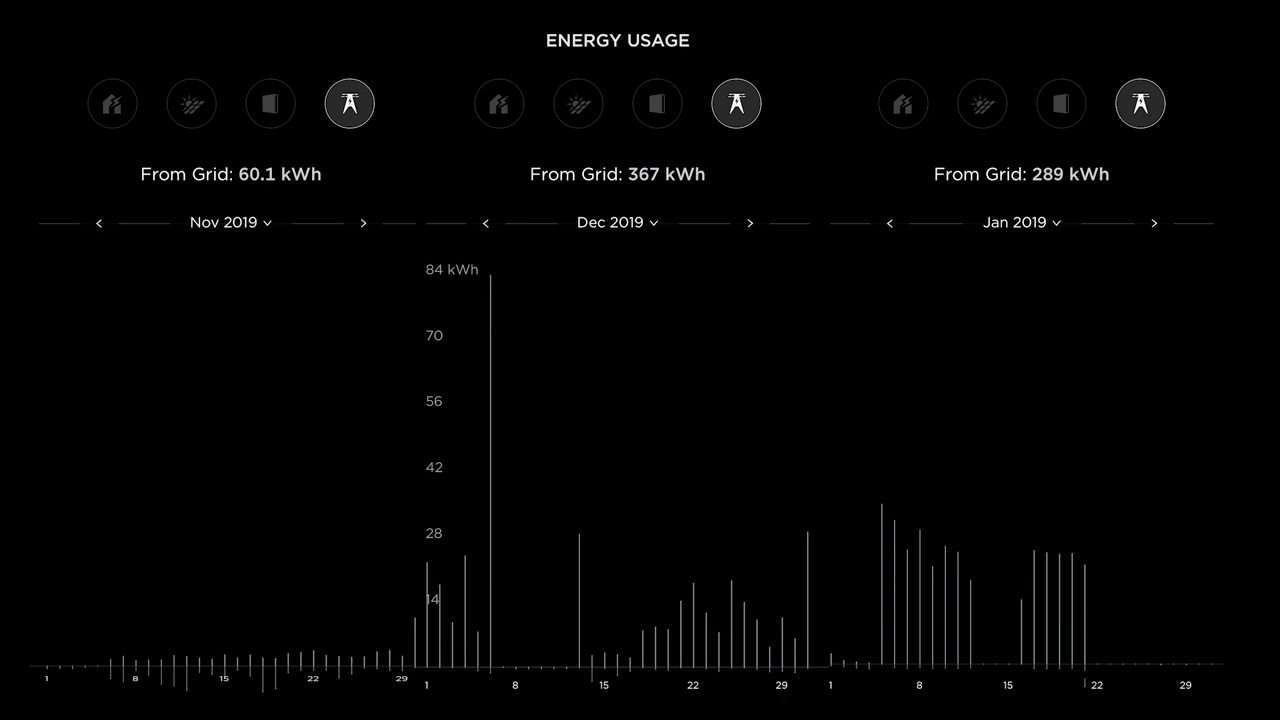 ENERGY USAGE
From Grid: 60.1 kWh
From Grid: 367 kWh
From Grid: 289 kWh
Nov 2019
Dec 2019
Jan 2019
84 kWh
70
56
42
28
14
1 8 15 22 29
1 8 15 22 29
1 8 15 22 29